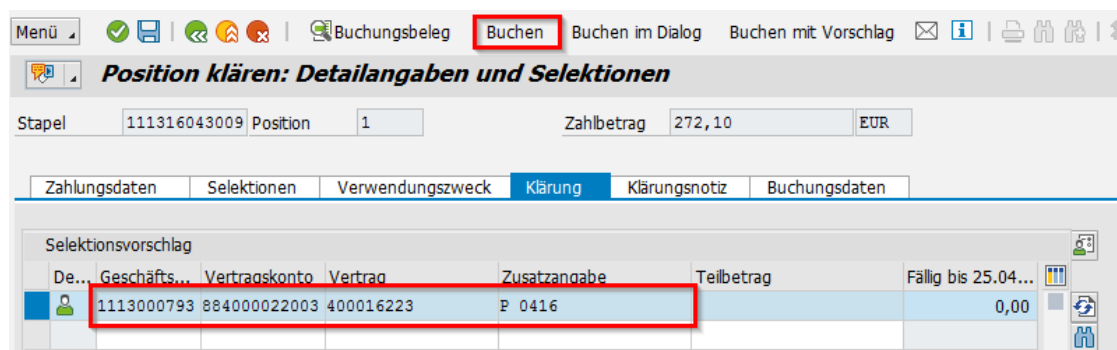 Menü Buchungsbeleg Buchen Buchen im Dialog Buchen mit Vorschlag
Position klären: Detailangaben und Selektionen
Stapel 111316043009 Position 1 Zahlbetrag 272,10 EUR
Zahlungsdaten Selektionen Verwendungszweck Klärung Klärungsnotiz Buchungsdaten
Selektionsvorschlag
De... Geschäfts... Vertragskonto Vertrag Zusatzangabe Teilbetrag Fällig bis 25.04...
1113000793 884000022003 400016223 P 0416 0,00